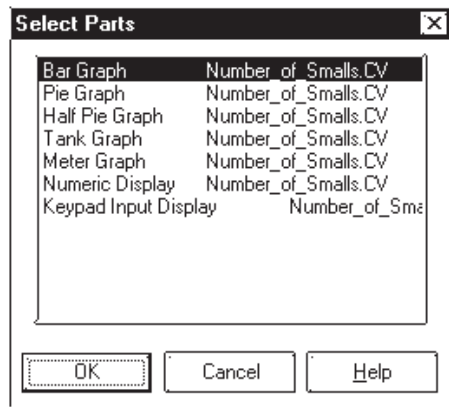 Select Parts
Bar Graph Number_of_Smalls.CV
Pie Graph Number_of_Smalls.CV
Half Pie Graph Number_of_Smalls.CV
Tank Graph Number_of_Smalls.CV
Meter Graph Number_of_Smalls.CV
Numeric Display Number_of_Smalls.CV
Keypad Input Display Number_of_Sma
OK Cancel Help